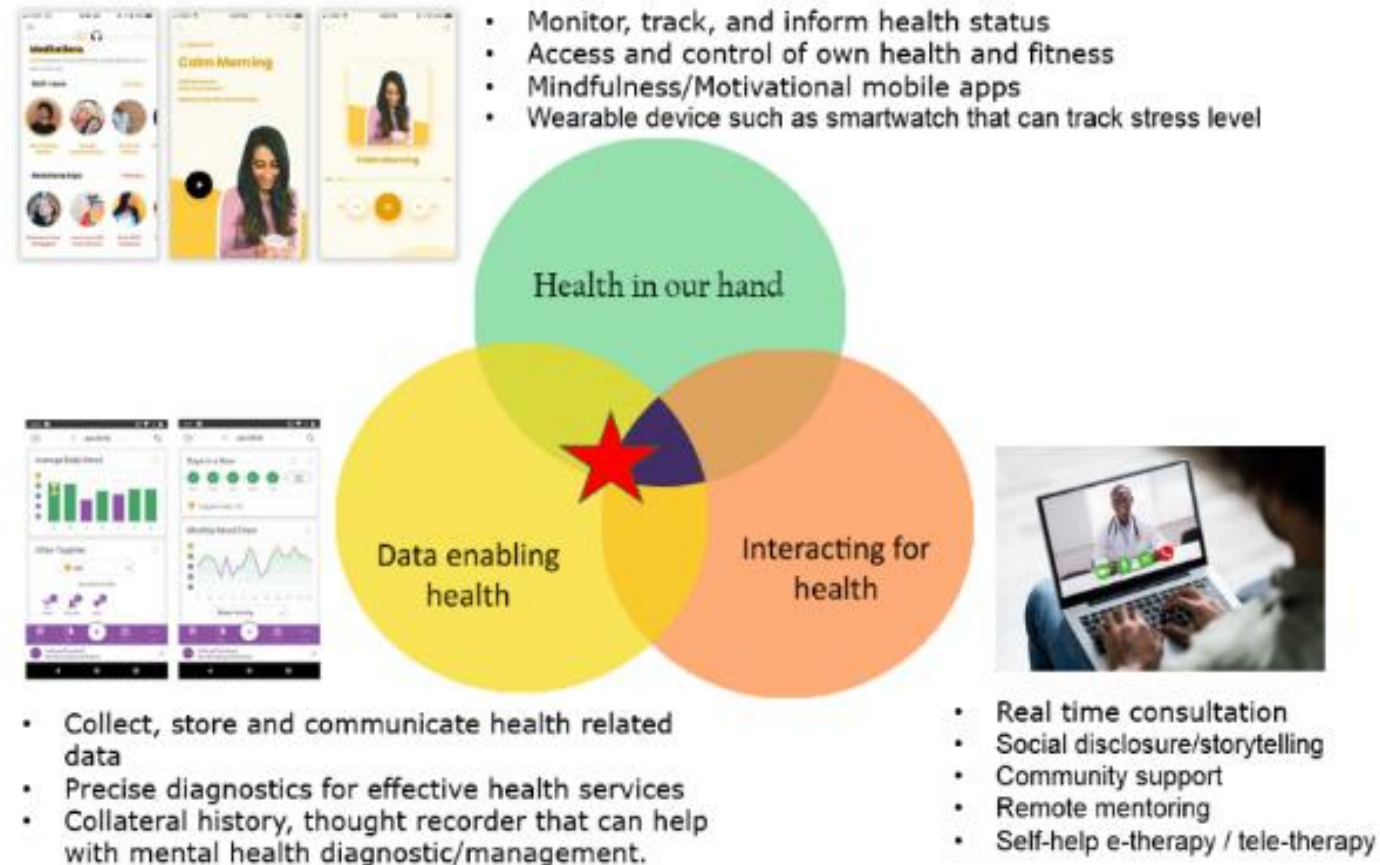 • Monitor, track, and inform health status
• Access and control of own health and fitness
• Mindfulness/Motivational mobile apps
• Wearable device such as smartwatch that can track stress level
Meditations
Calm Morning
Relationships
Calm Morning
Health in our hand
Data enabling
health
Interacting for
health
• Collect, store and communicate health related
data
• Precise diagnostics for effective health services
• Collateral history, thought recorder that can help
with mental health diagnostic/management.
• Real time consultation
• Social disclosure/storytelling
• Community support
• Remote mentoring
• Self-help e-therapy / tele-therapy